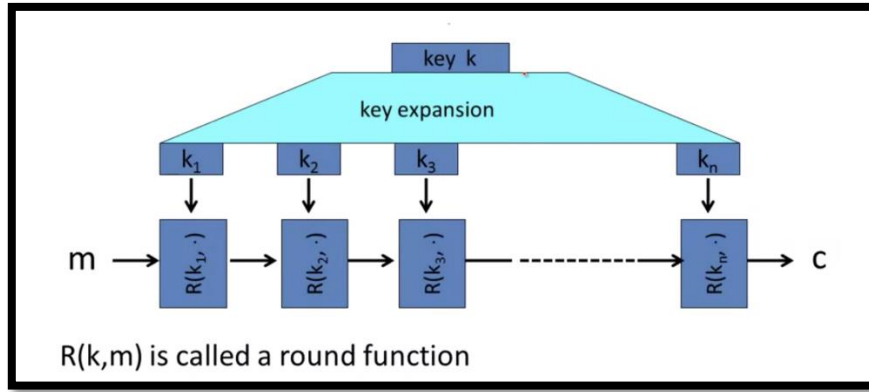 key k
key expansion
k₁ k₂ k₃ kₙ
m R(k₁, ·) R(k₂, ·) R(k₃, ·) R(kₙ, ·) c
R(k,m) is called a round function